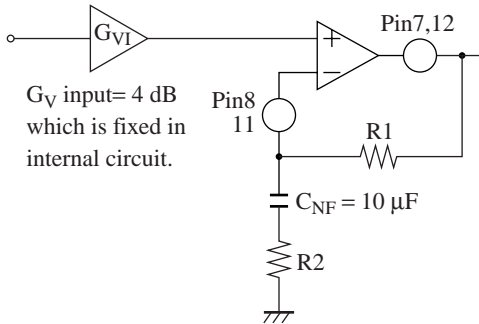 G_VI
+
−
Pin7,12
G_V input= 4 dB
which is fixed in
internal circuit.
Pin8
11
R1
C_NF = 10 μF
R2